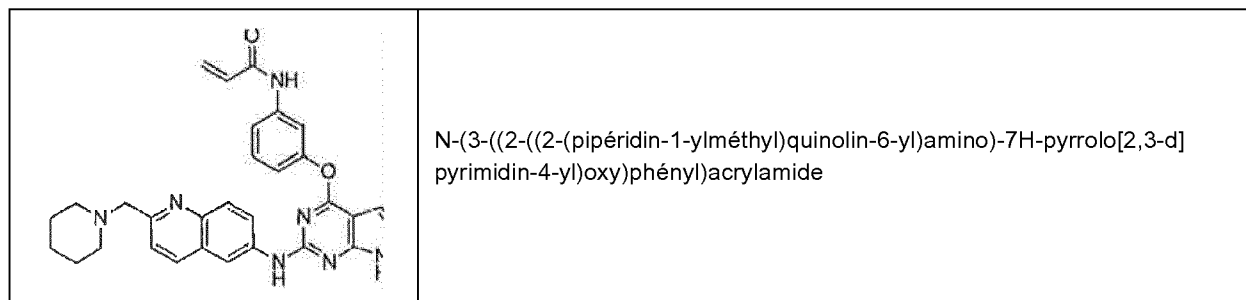 O
NH
O
N
N
N
N
H
N
N
N-(3-((2-((2-(pipéridin-1-ylméthyl)quinolin-6-yl)amino)-7H-pyrrolo[2,3-d]
pyrimidin-4-yl)oxy)phényl)acrylamide